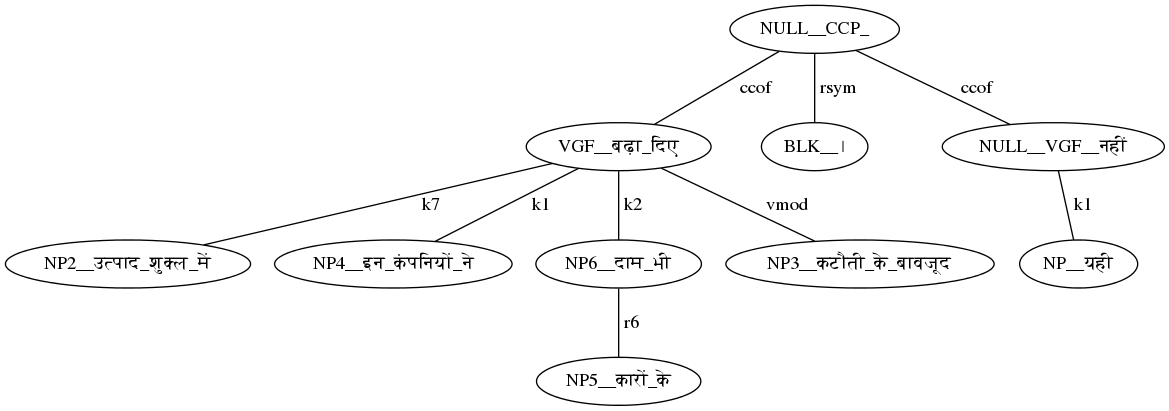 NULL__CCP_
ccof rsym ccof
VGF__बढ़ा_दिए BLK__। NULL__VGF__नहीं
k7 k1 k2 vmod k1
NP2__उत्पाद_शुक्ल_में NP4__इन_कंपनियों_ने NP6__दाम_भी NP3__कटौती_के_बावजूद NP__यही
r6
NP5__कारों_के